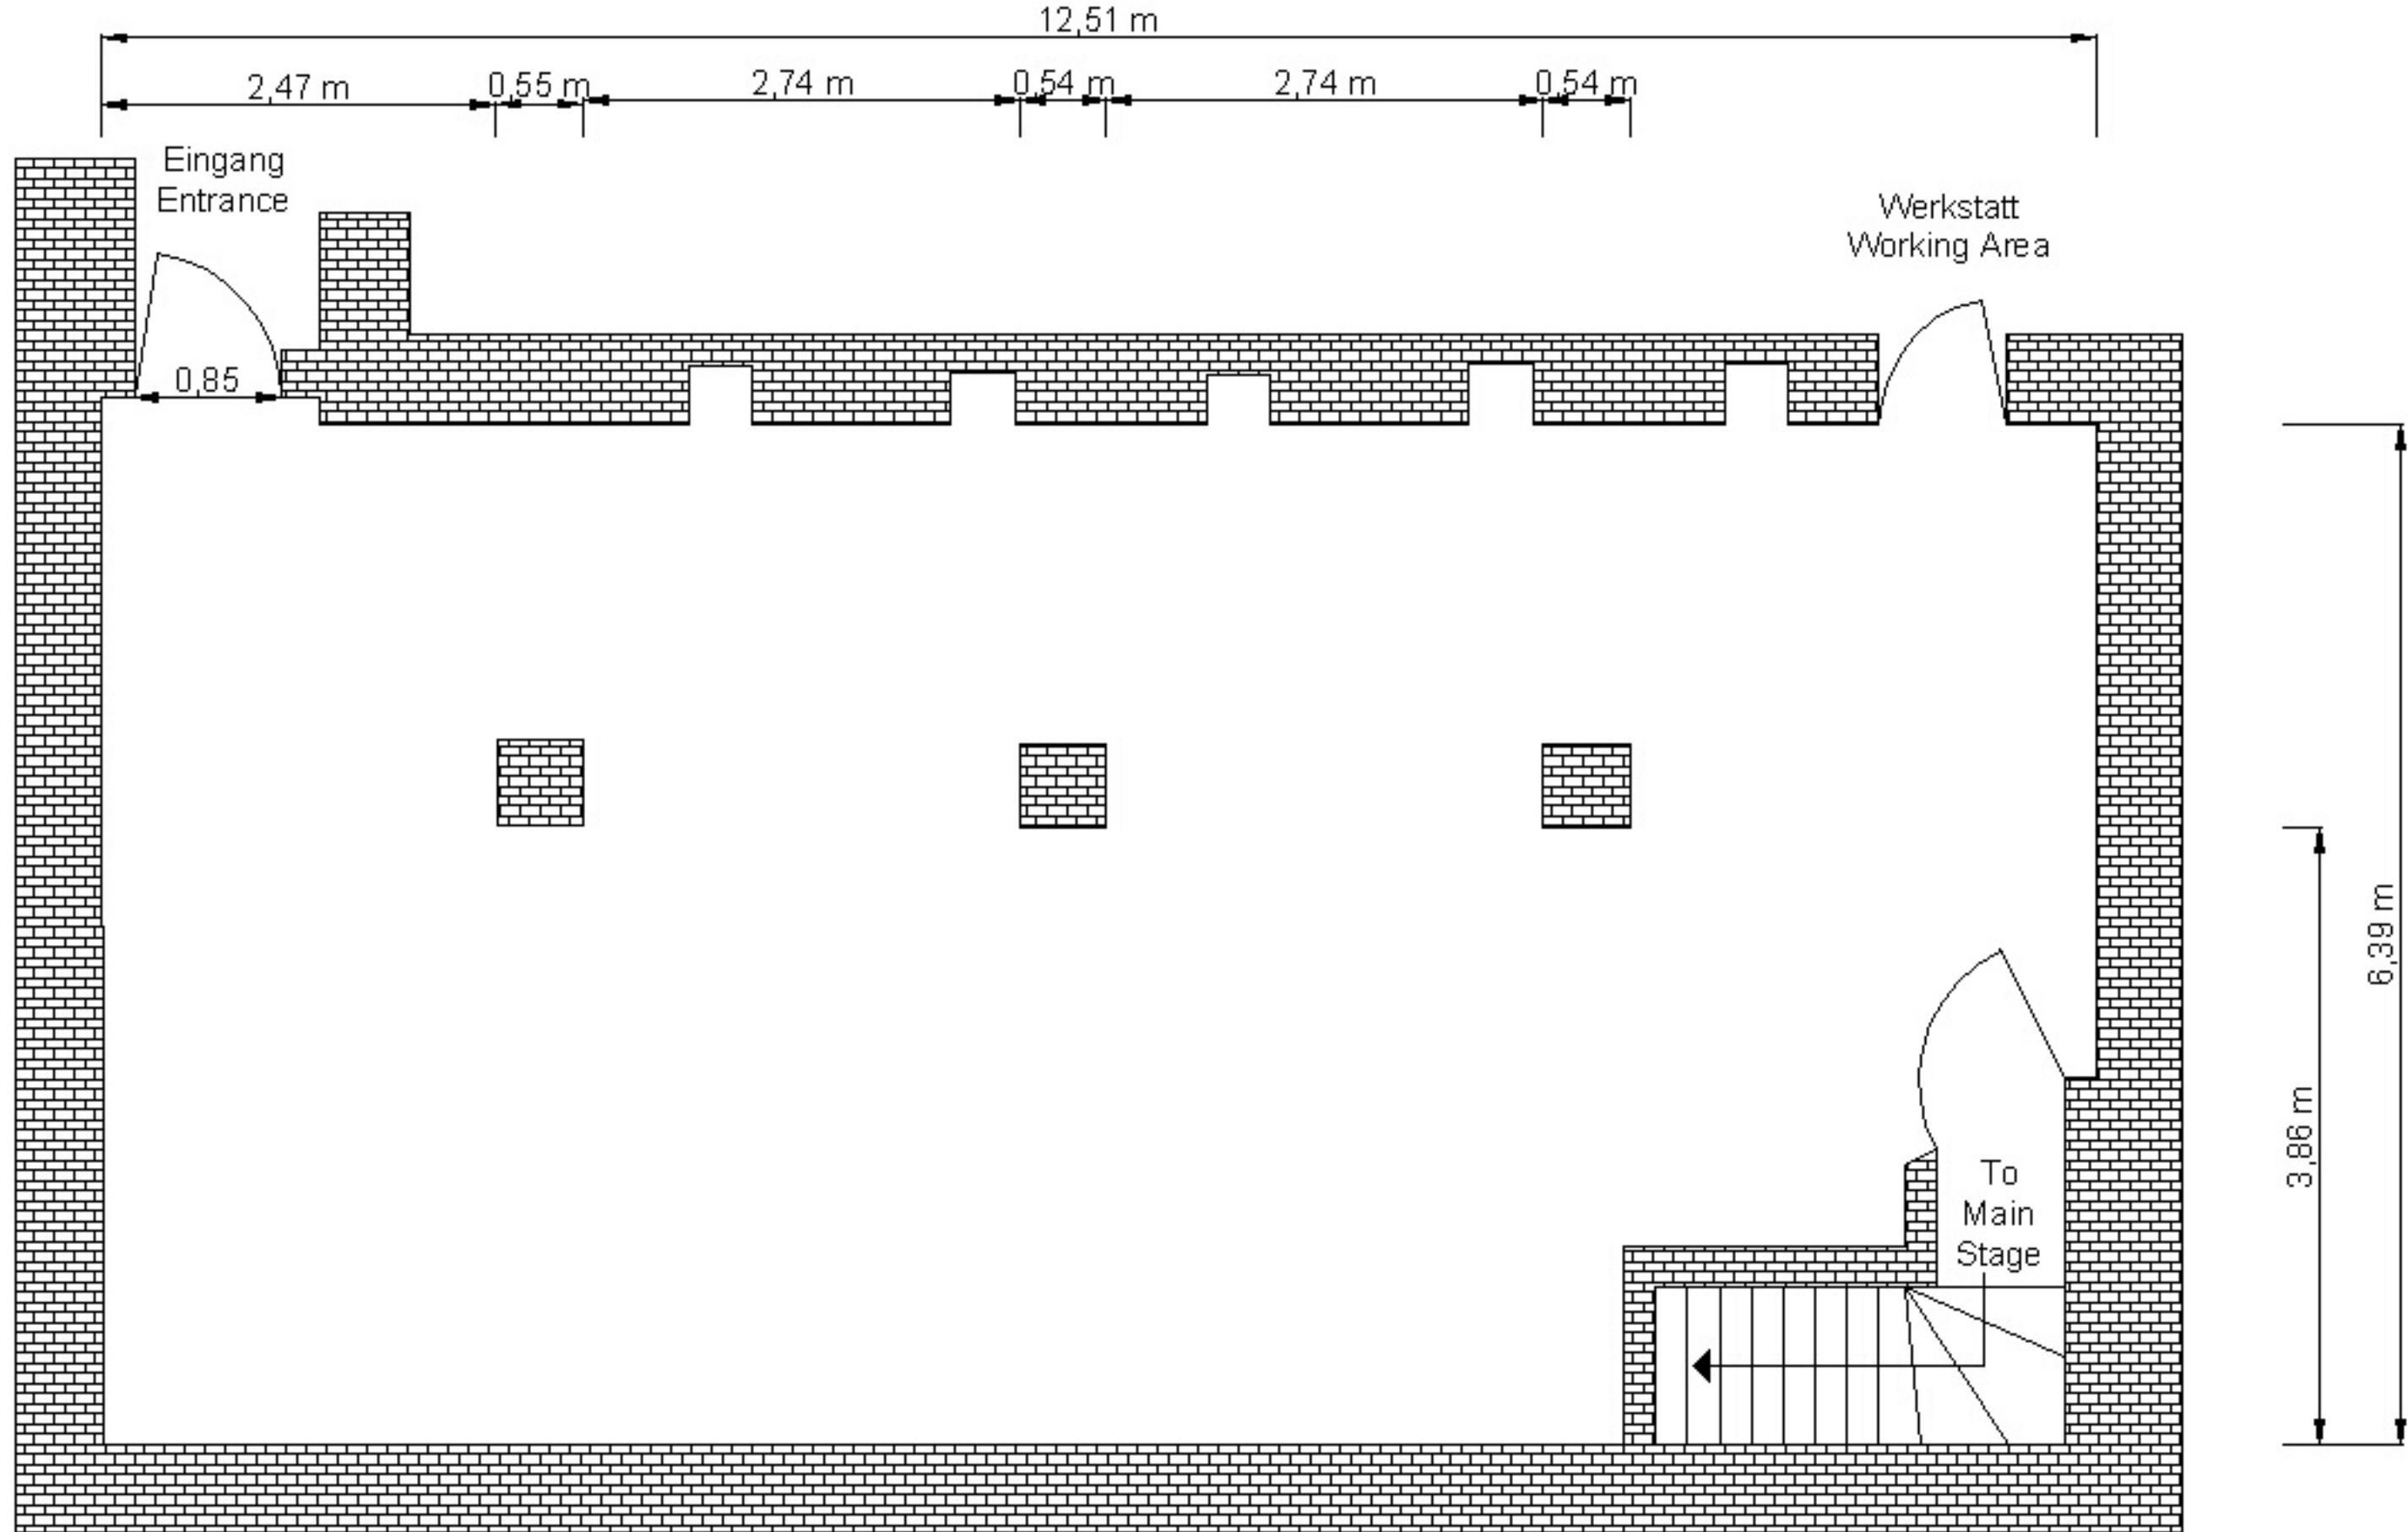 12,51 m
2,47 m
0,55 m
2,74 m
0,54 m
2,74 m
0,54 m
Eingang
Entrance
Werkstatt
Working Area
0,85
6,39 m
3,86 m
To
Main
Stage